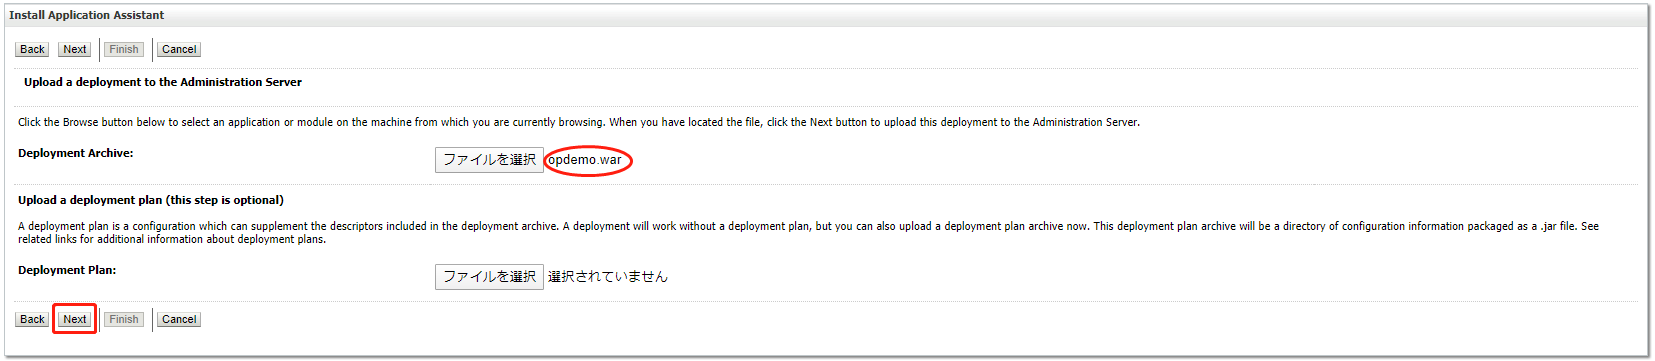 Install Application Assistant
Back Next Finish Cancel
Upload a deployment to the Administration Server
Click the Browse button below to select an application or module on the machine from which you are currently browsing. When you have located the file, click the Next button to upload this deployment to the Administration Server.
Deployment Archive: ファイルを選択 opdemo.war
Upload a deployment plan (this step is optional)
A deployment plan is a configuration which can supplement the descriptors included in the deployment archive. A deployment will work without a deployment plan, but you can also upload a deployment plan archive now. This deployment plan archive will be a directory of configuration information packaged as a .jar file. See
related links for additional information about deployment plans.
Deployment Plan: ファイルを選択 選択されていません
Back Next Finish Cancel